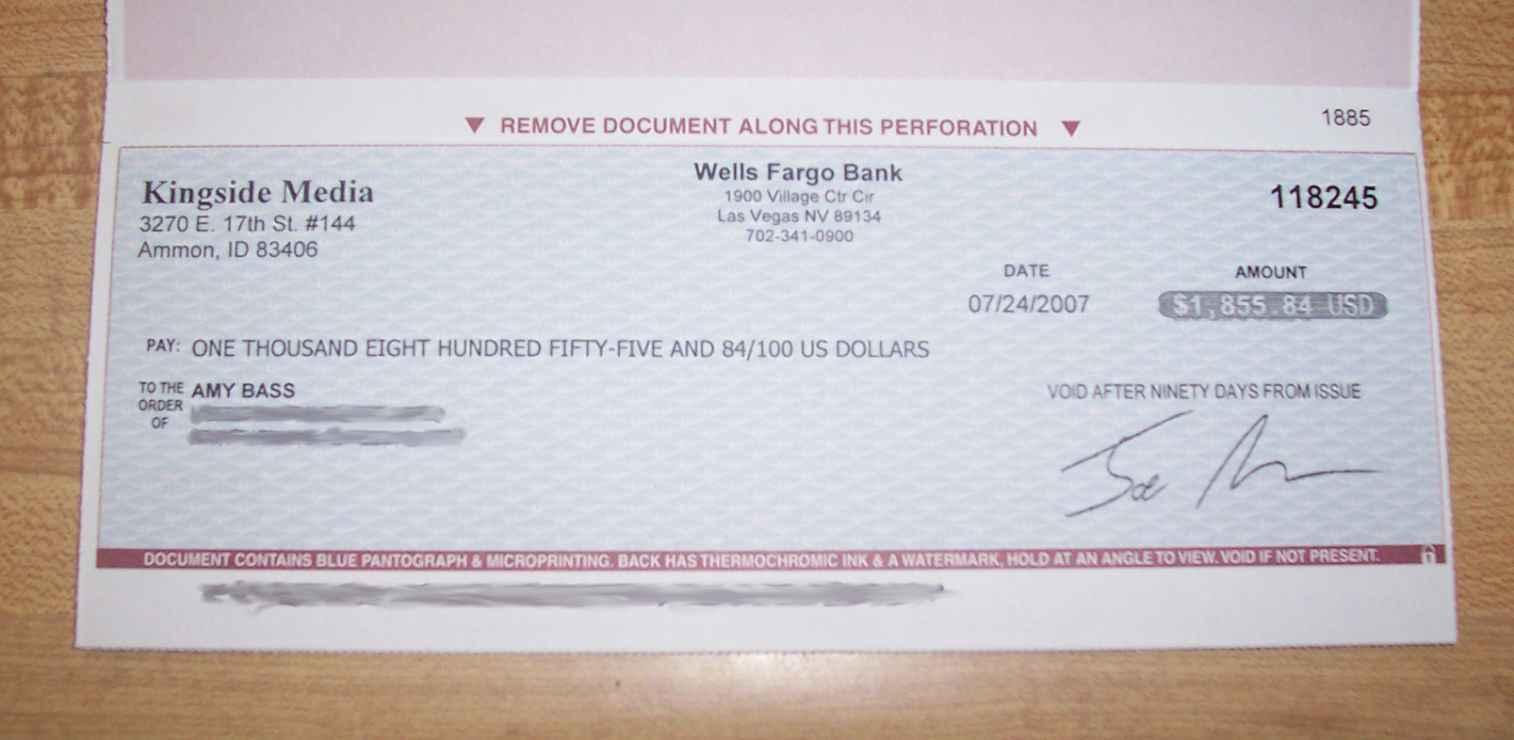 ▼ REMOVE DOCUMENT ALONG THIS PERFORATION ▼
1885
Kingside Media
3270 E. 17th St. #144
Ammon, ID 83406
Wells Fargo Bank
1900 Village Ctr Cir
Las Vegas NV 89134
702-341-0900
118245
DATE
07/24/2007
AMOUNT
$1,855.84 USD
PAY: ONE THOUSAND EIGHT HUNDRED FIFTY-FIVE AND 84/100 US DOLLARS
TO THE ORDER OF
AMY BASS
VOID AFTER NINETY DAYS FROM ISSUE
Joe
DOCUMENT CONTAINS BLUE PANTOGRAPH & MICROPRINTING. BACK HAS THERMOCHROMIC INK & A WATERMARK, HOLD AT AN ANGLE TO VIEW. VOID IF NOT PRESENT.